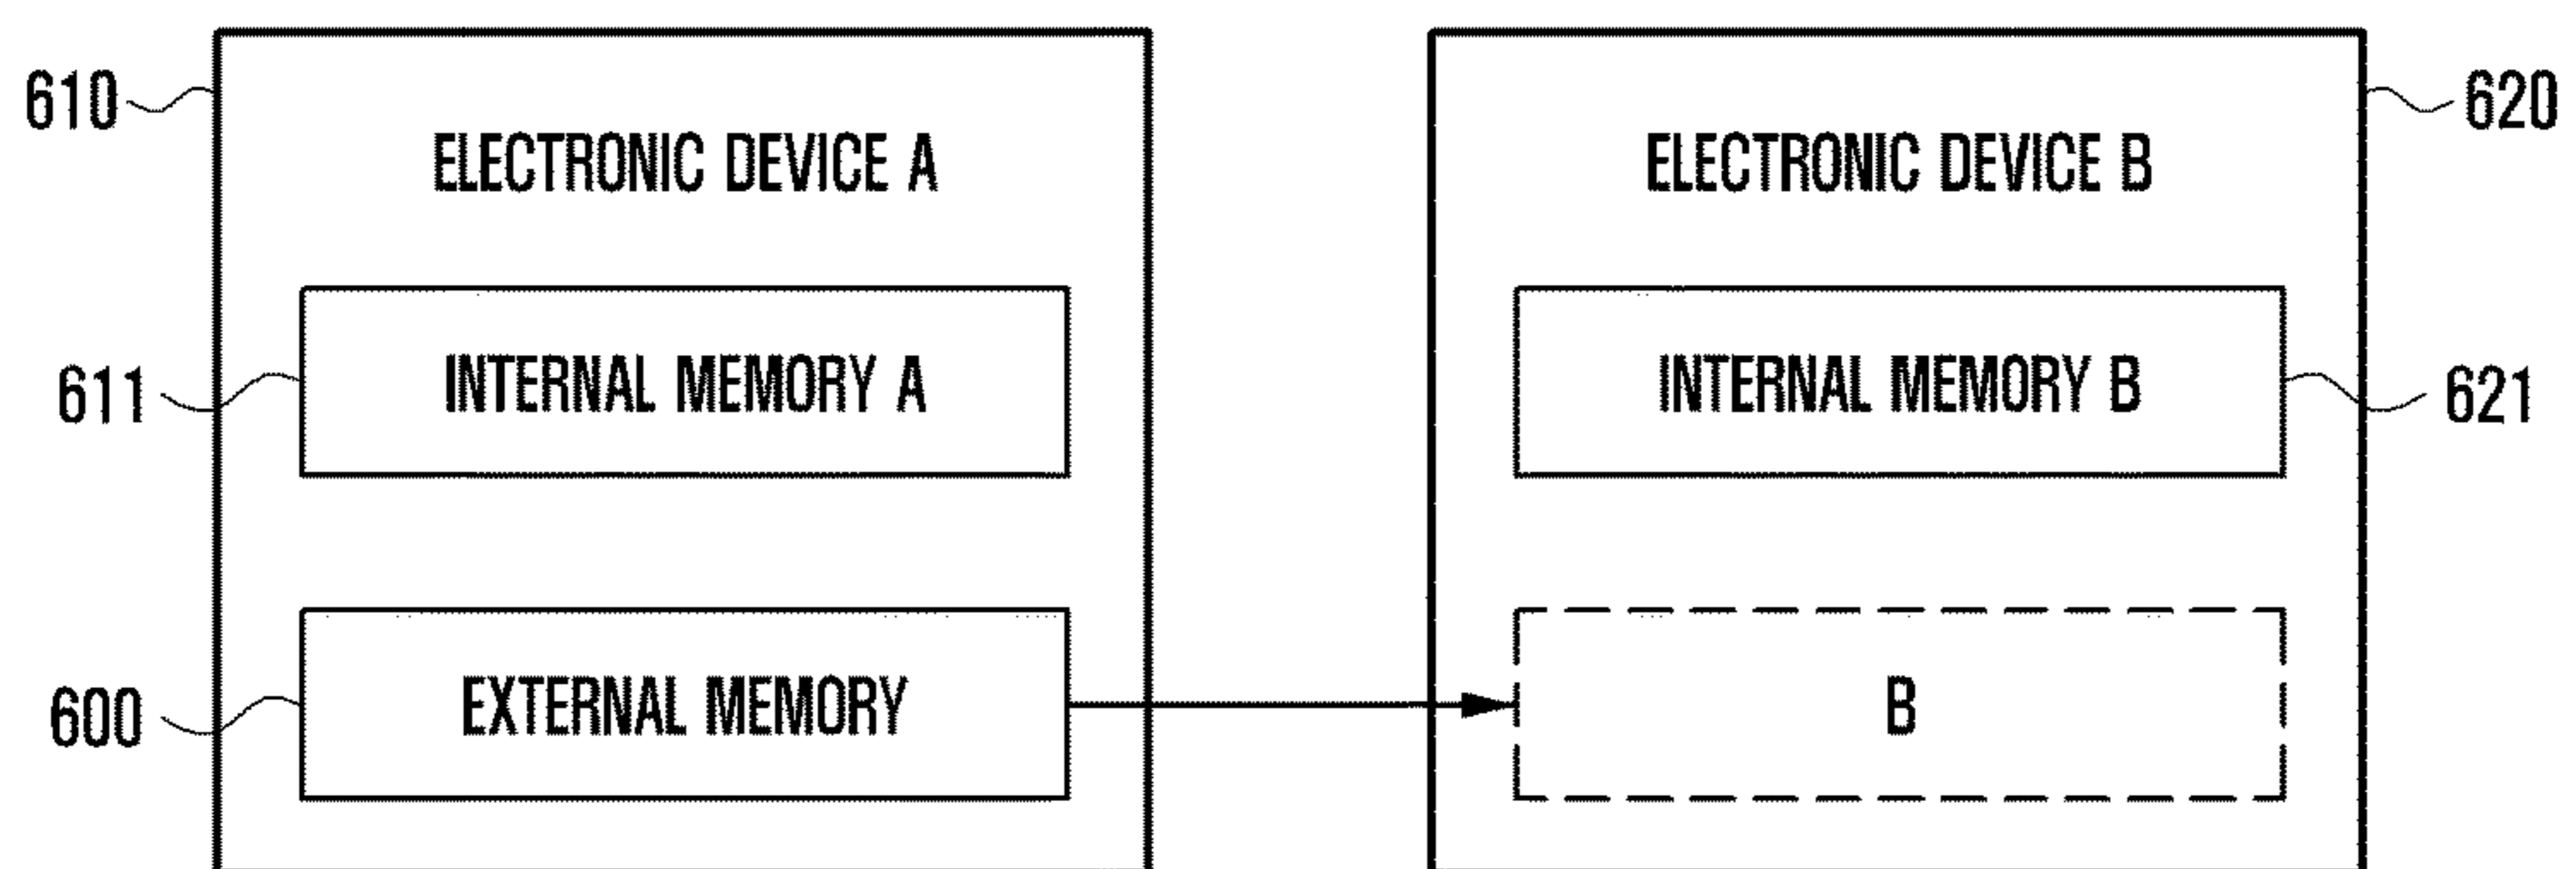 610
ELECTRONIC DEVICE A
611
INTERNAL MEMORY A
600
EXTERNAL MEMORY
620
ELECTRONIC DEVICE B
621
INTERNAL MEMORY B
B